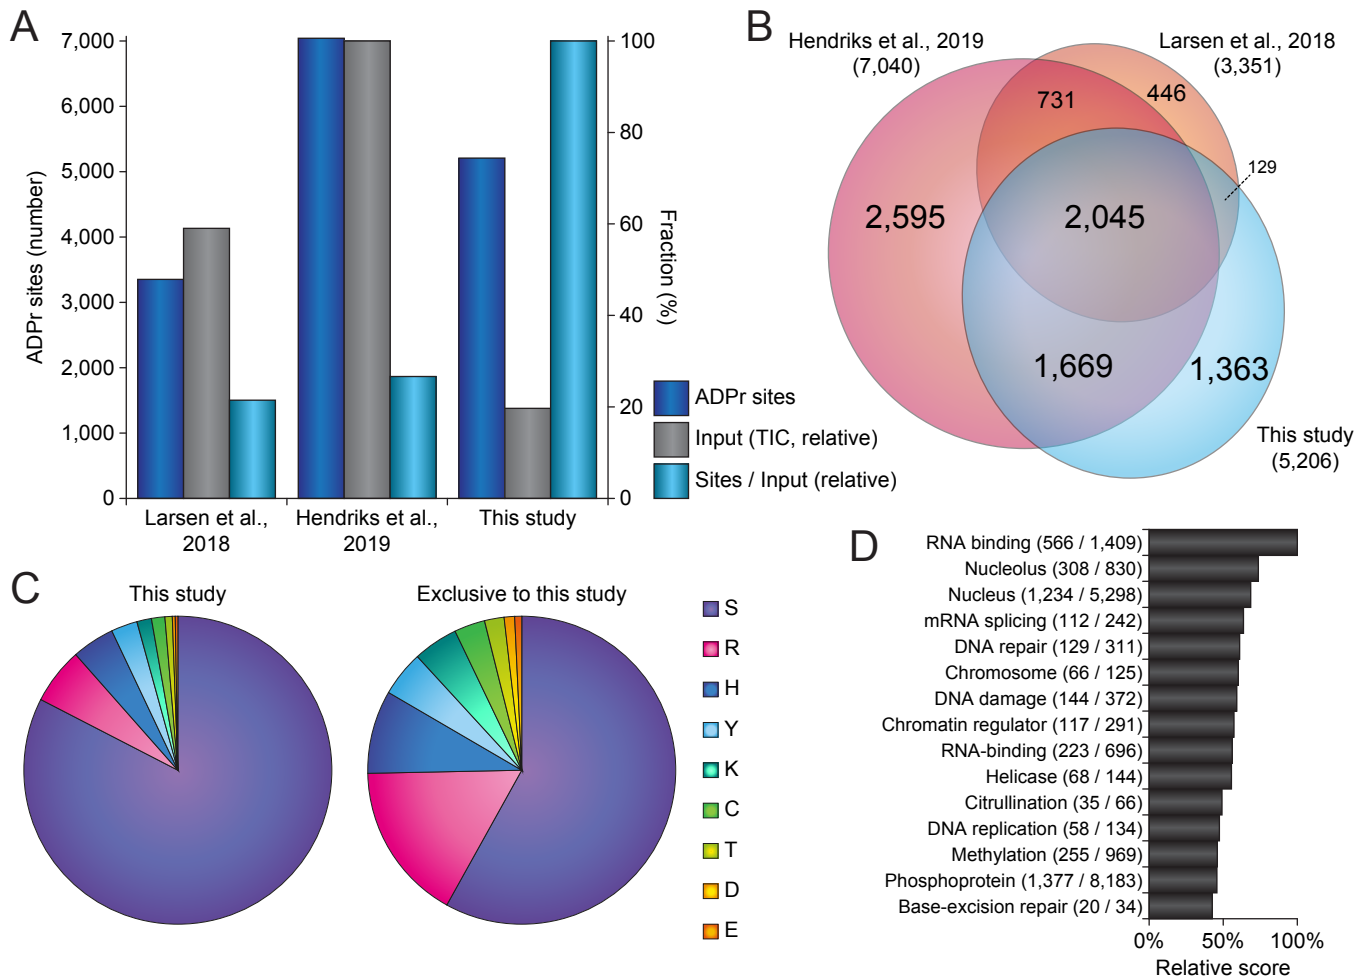 A
7,000
6,000
5,000
4,000
3,000
2,000
1,000
0
ADPr sites (number)
100
80
60
40
20
0
Fraction (%)
Larsen et al.,
2018
Hendriks et al.,
2019
This study
ADPr sites
Input (TIC, relative)
Sites / Input (relative)
B
Hendriks et al., 2019
(7,040)
Larsen et al., 2018
(3,351)
731
446
129
2,595
2,045
1,669
1,363
This study
(5,206)
C
This study
Exclusive to this study
S
R
H
Y
K
C
T
D
E
D
RNA binding (566 / 1,409)
Nucleolus (308 / 830)
Nucleus (1,234 / 5,298)
mRNA splicing (112 / 242)
DNA repair (129 / 311)
Chromosome (66 / 125)
DNA damage (144 / 372)
Chromatin regulator (117 / 291)
RNA-binding (223 / 696)
Helicase (68 / 144)
Citrullination (35 / 66)
DNA replication (58 / 134)
Methylation (255 / 969)
Phosphoprotein (1,377 / 8,183)
Base-excision repair (20 / 34)
0%
50%
100%
Relative score